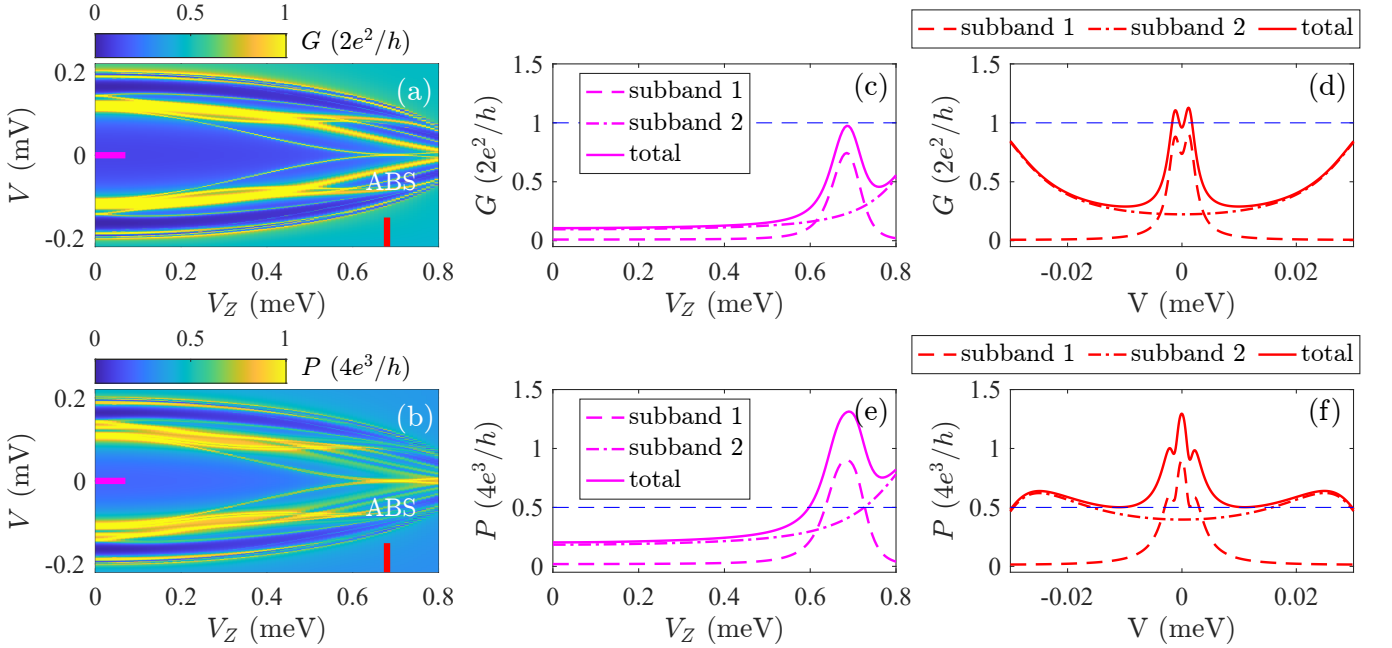 0 0.5 1
G (2e²/h)
0.2
0
-0.2
V (mV)
(a)
ABS
0 0.2 0.4 0.6 0.8
V_Z (meV)
1.5
1
0.5
0
G (2e²/h)
(c)
subband 1
subband 2
total
0 0.2 0.4 0.6 0.8
V_Z (meV)
subband 1 subband 2 total
1.5
1
0.5
0
G (2e²/h)
(d)
-0.02 0 0.02
V (meV)
0 0.5 1
P (4e³/h)
0.2
0
-0.2
V (mV)
(b)
ABS
0 0.2 0.4 0.6 0.8
V_Z (meV)
1.5
1
0.5
0
P (4e³/h)
(e)
subband 1
subband 2
total
0 0.2 0.4 0.6 0.8
V_Z (meV)
subband 1 subband 2 total
1.5
1
0.5
0
P (4e³/h)
(f)
-0.02 0 0.02
V (meV)